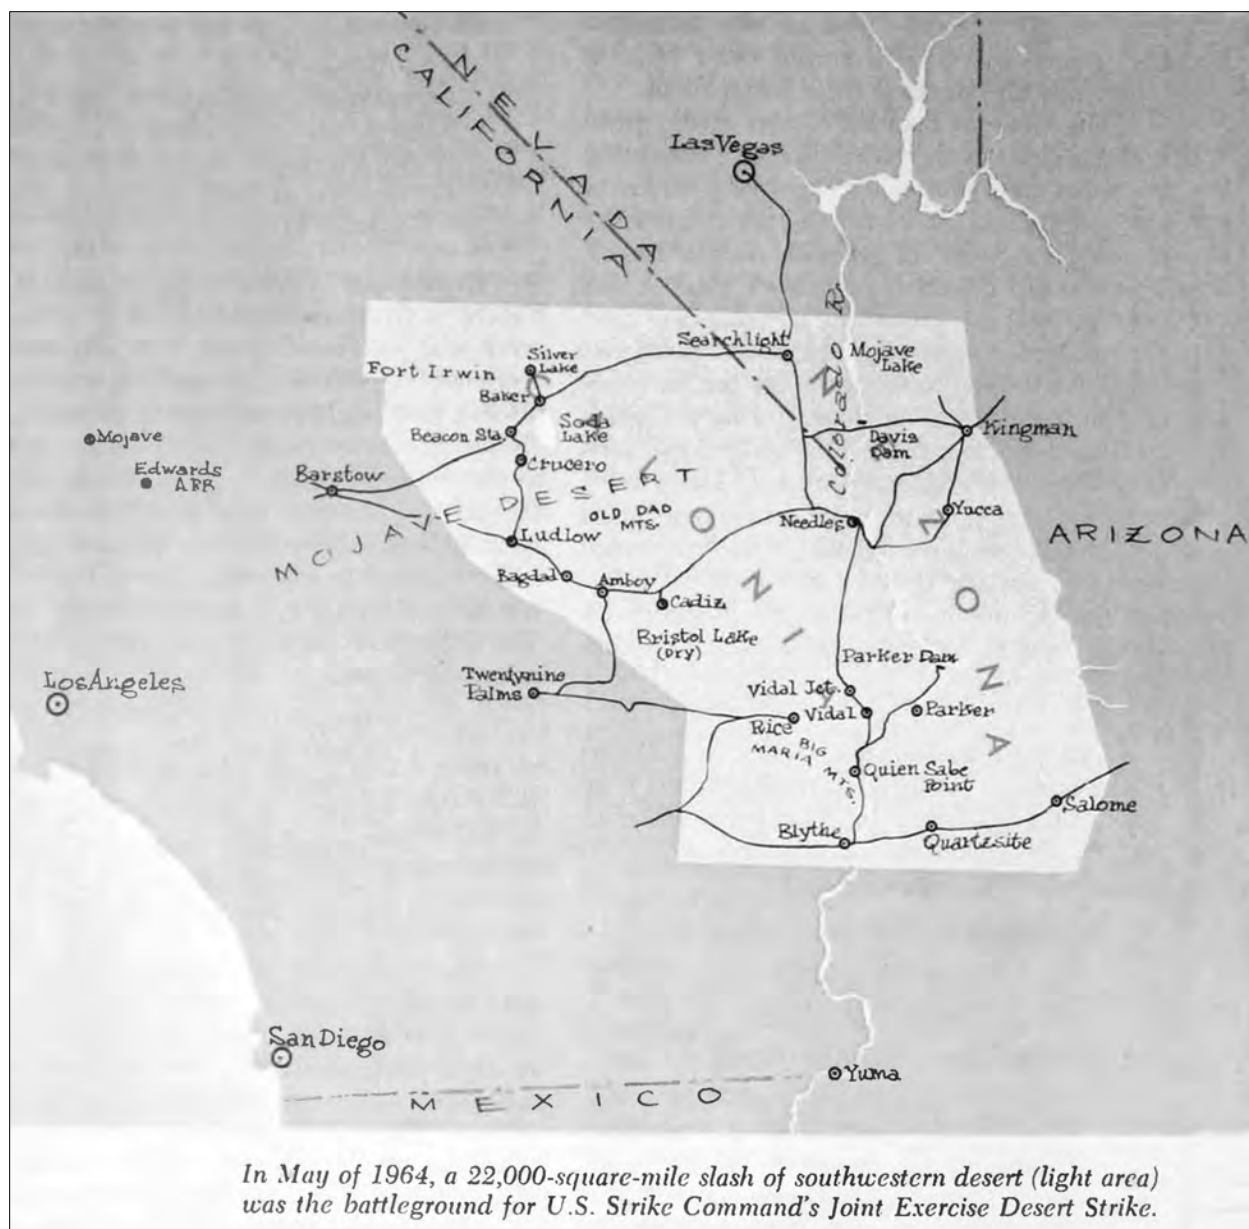 NEVADA
CALIFORNIA
Las Vegas
Colorado R.
Searchlight
Mojave
Lake
Silver
Lake
Fort Irwin
Baker
Soda
Lake
Beacon Sta.
Mojave
Edwards
AFB
Barstow
Crucero
Davis
Dam
Kingman
MOJAVE DESERT
OLD DAD
MTS.
Needles
Yucca
ARIZONA
Ludlow
Bagdad
Amboy
Cadiz
Bristol Lake
(Dry)
CALONIA
NEZONA
Parker Dam
Los Angeles
Twentynine
Palms
Vidal Jct.
Vidal
Parker
Rice
BIG
MARIA MTS.
Quien Sabe
Point
Salome
Blythe
Quartzsite
San Diego
Yuma
MEXICO
In May of 1964, a 22,000-square-mile slash of southwestern desert (light area)
was the battleground for U.S. Strike Command's Joint Exercise Desert Strike.